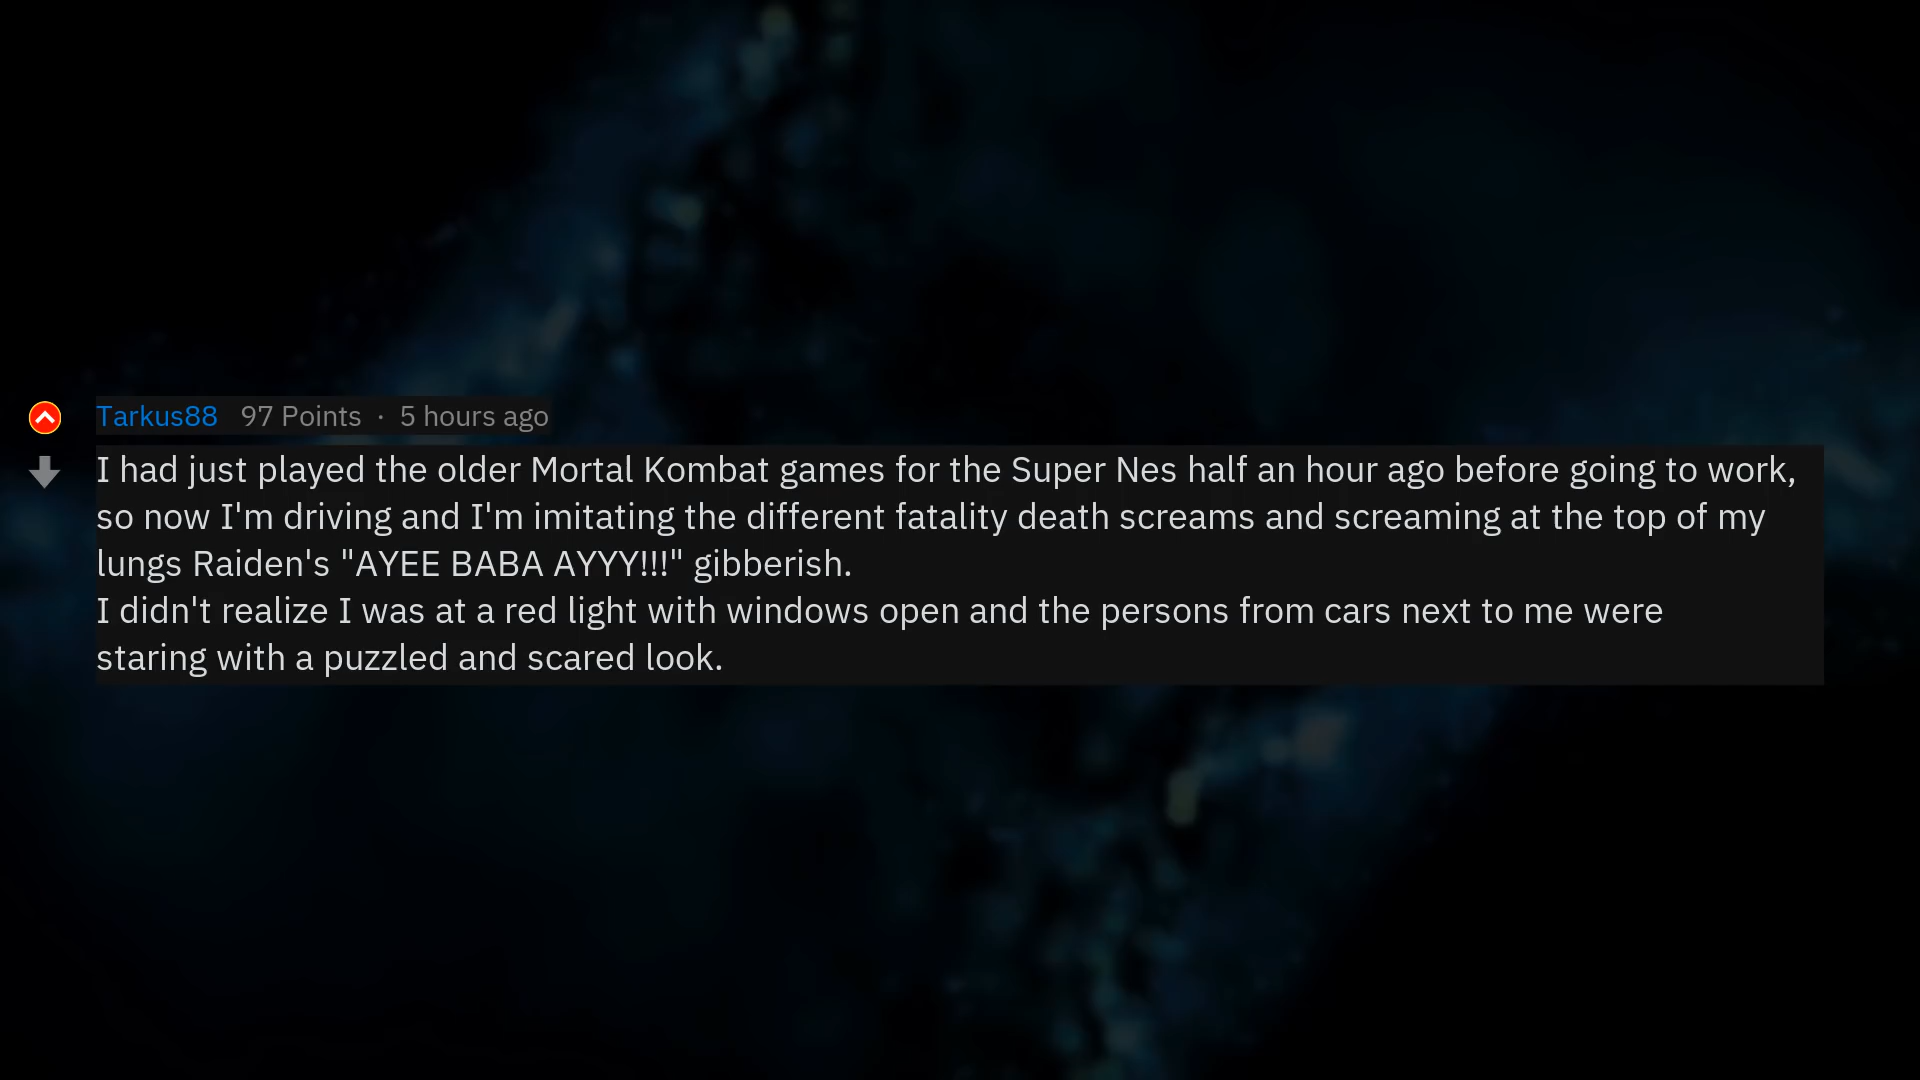 Tarkus88 97 Points · 5 hours ago
I had just played the older Mortal Kombat games for the Super Nes half an hour ago before going to work,
so now I'm driving and I'm imitating the different fatality death screams and screaming at the top of my
lungs Raiden's "AYEE BABA AYYY!!!" gibberish.
I didn't realize I was at a red light with windows open and the persons from cars next to me were
staring with a puzzled and scared look.